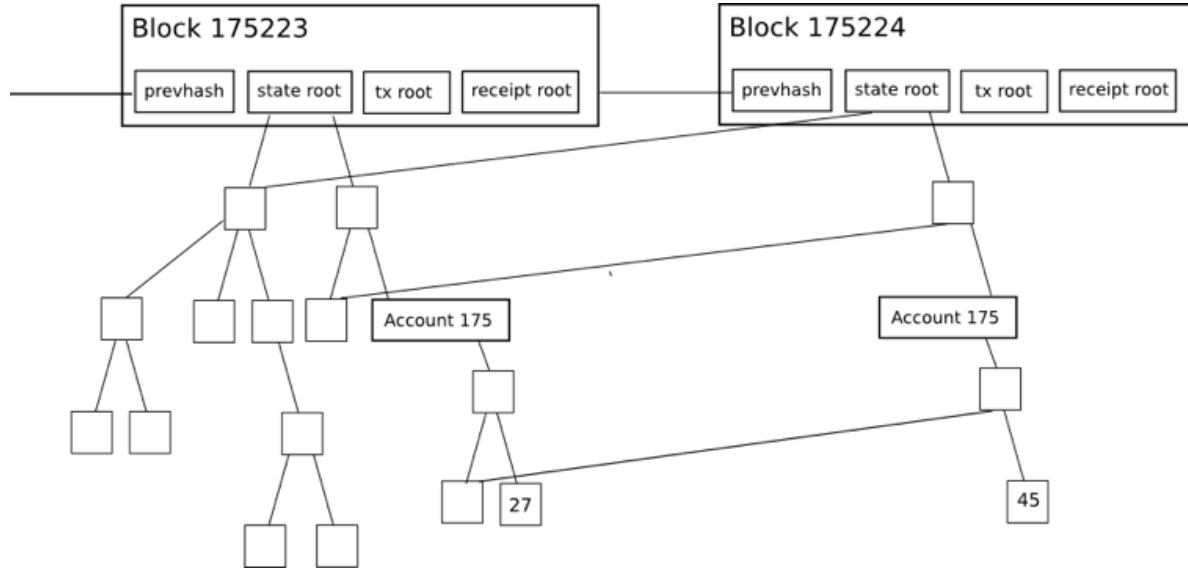 Block 175223
prevhash
state root
tx root
receipt root
Block 175224
prevhash
state root
tx root
receipt root
Account 175
27
Account 175
45